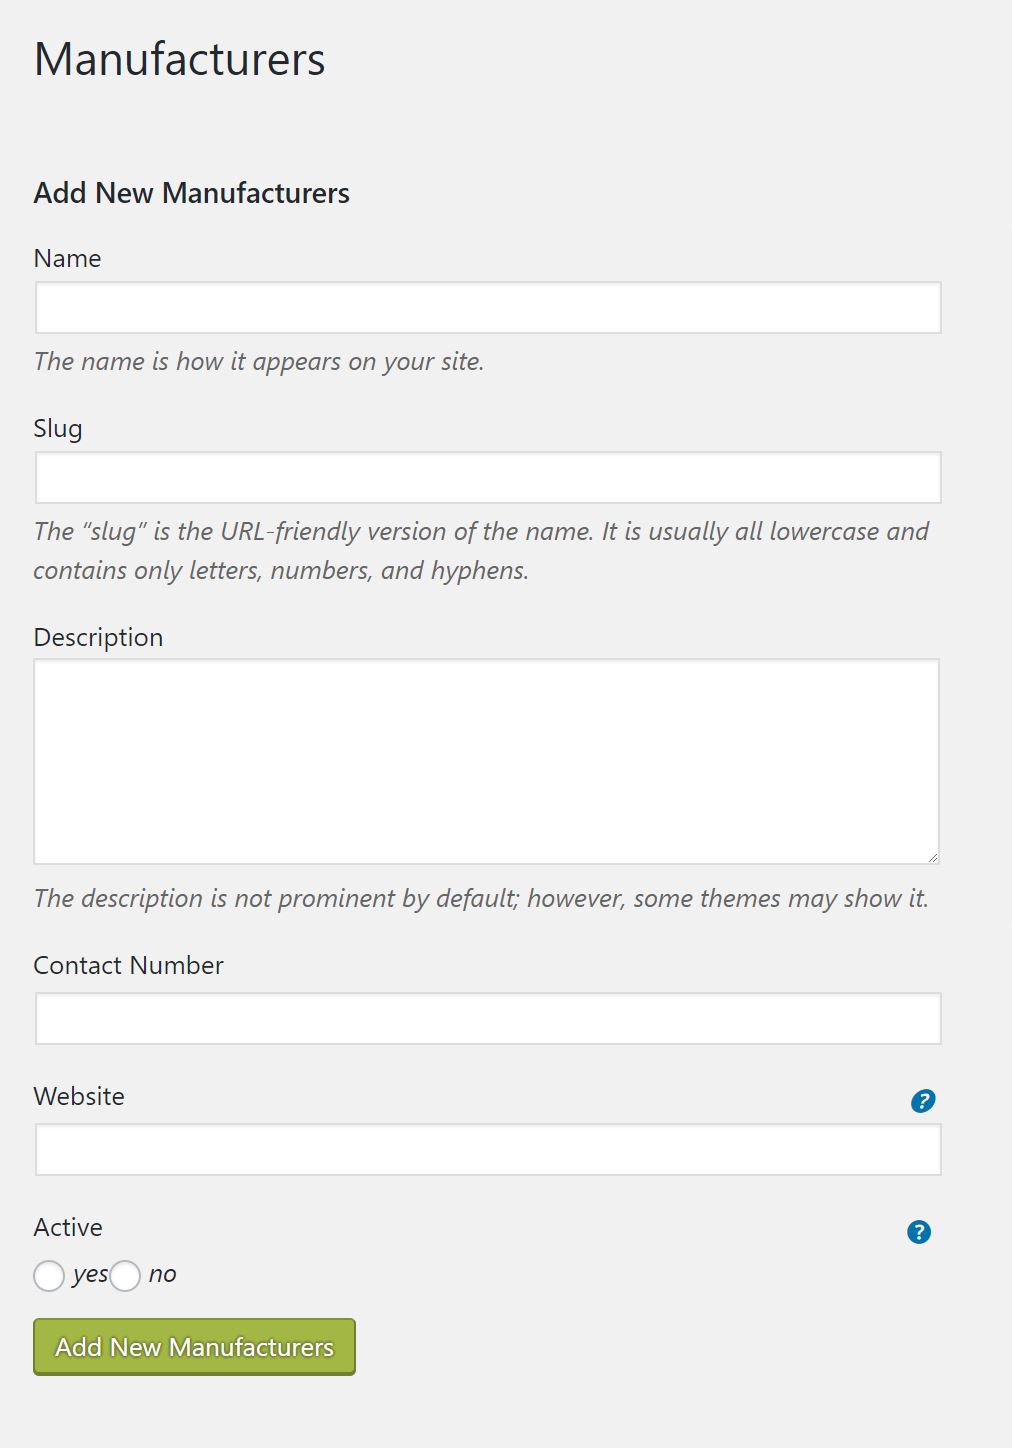 Manufacturers
Add New Manufacturers
Name
The name is how it appears on your site.
Slug
The “slug” is the URL-friendly version of the name. It is usually all lowercase and
contains only letters, numbers, and hyphens.
Description
The description is not prominent by default; however, some themes may show it.
Contact Number
Website
?
Active
?
yes no
Add New Manufacturers